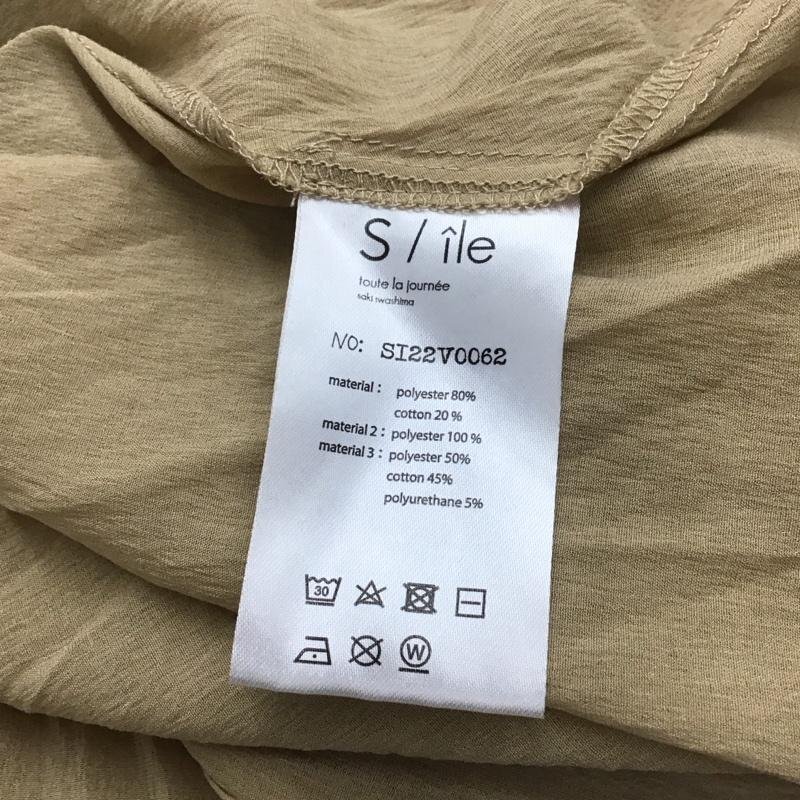 S / île
toute la journée
saki iwashima
NO: SI22V0062
material : polyester 80%
cotton 20 %
material 2 : polyester 100 %
material 3 : polyester 50%
cotton 45%
polyurethane 5%
30
W